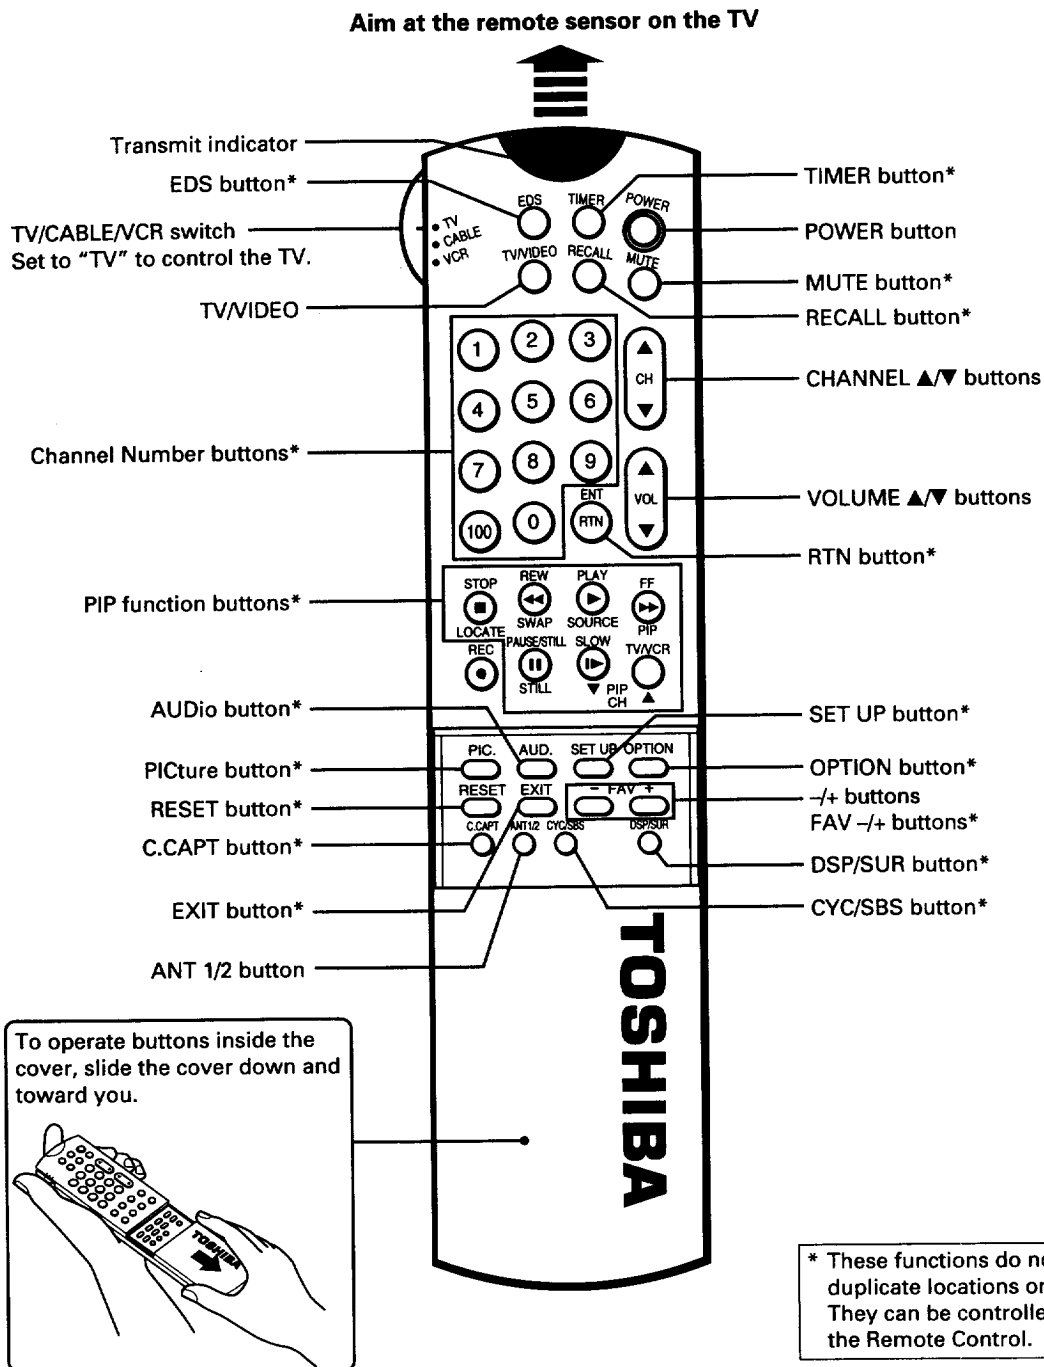 Aim at the remote sensor on the TV
Transmit indicator
EDS button*
TV/CABLE/VCR switch
Set to "TV" to control the TV.
TV/VIDEO
Channel Number buttons*
PIP function buttons*
AUDio button*
PICture button*
RESET button*
C.CAPT button*
EXIT button*
ANT 1/2 button
EDS TIMER POWER
• TV
• CABLE
• VCR
TV/VIDEO RECALL MUTE
1 2 3
▲ CH ▼
4 5 6
7 8 9
▲ VOL ▼
ENT
100 0 RTN
STOP REW PLAY FF
LOCATE SWAP SOURCE PIP
REC PAUSE/STILL SLOW TV/VCR
STILL ▼ PIP CH ▲
PIC. AUD. SET UP OPTION
RESET EXIT – FAV +
C.CAPT ANT1/2 CYC/SBS DSP/SUR
TOSHIBA
TIMER button*
POWER button
MUTE button*
RECALL button*
CHANNEL ▲/▼ buttons
VOLUME ▲/▼ buttons
RTN button*
SET UP button*
OPTION button*
–/+ buttons
FAV –/+ buttons*
DSP/SUR button*
CYC/SBS button*
To operate buttons inside the
cover, slide the cover down and
toward you.
TOSHIBA
* These functions do
duplicate locations
They can be
the Remote Control.